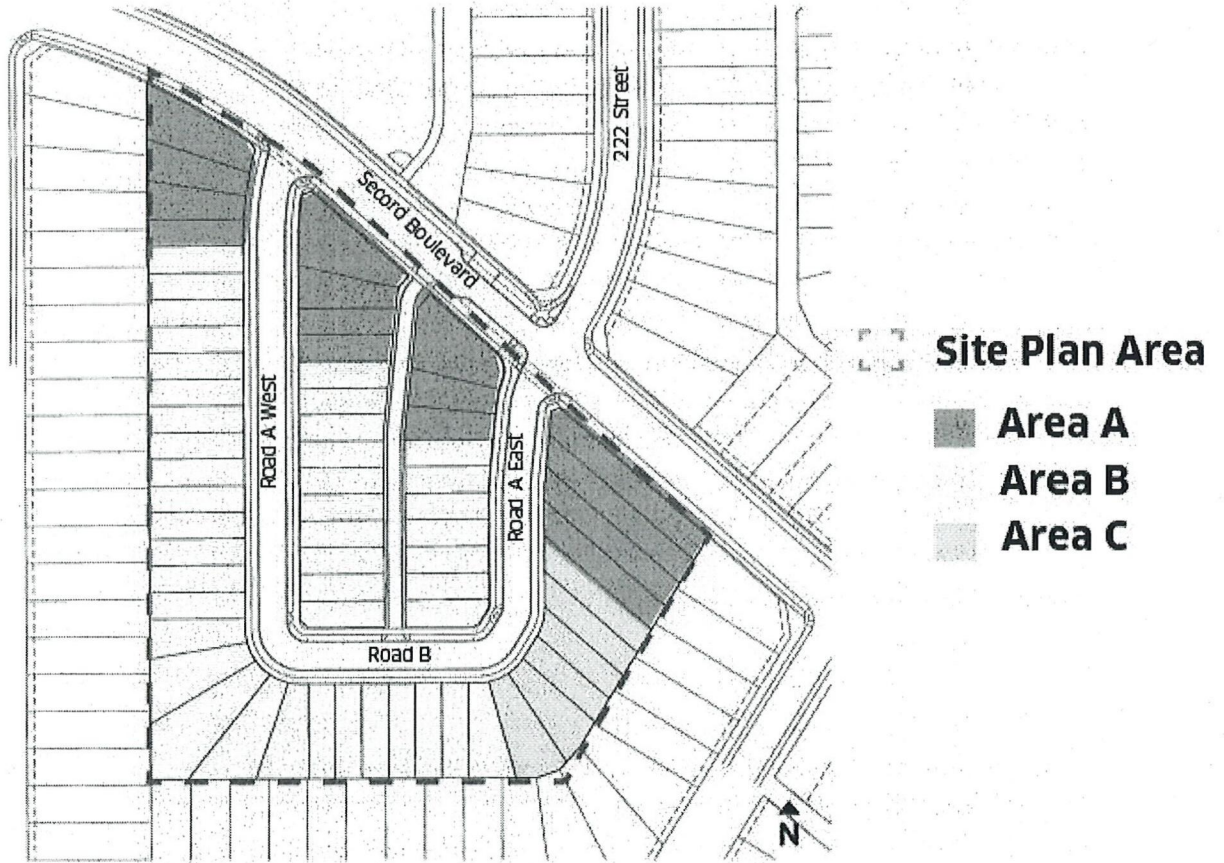 222 Street
Secord Boulevard
Road A West
Road A East
Road B
Site Plan Area
Area A
Area B
Area C
N